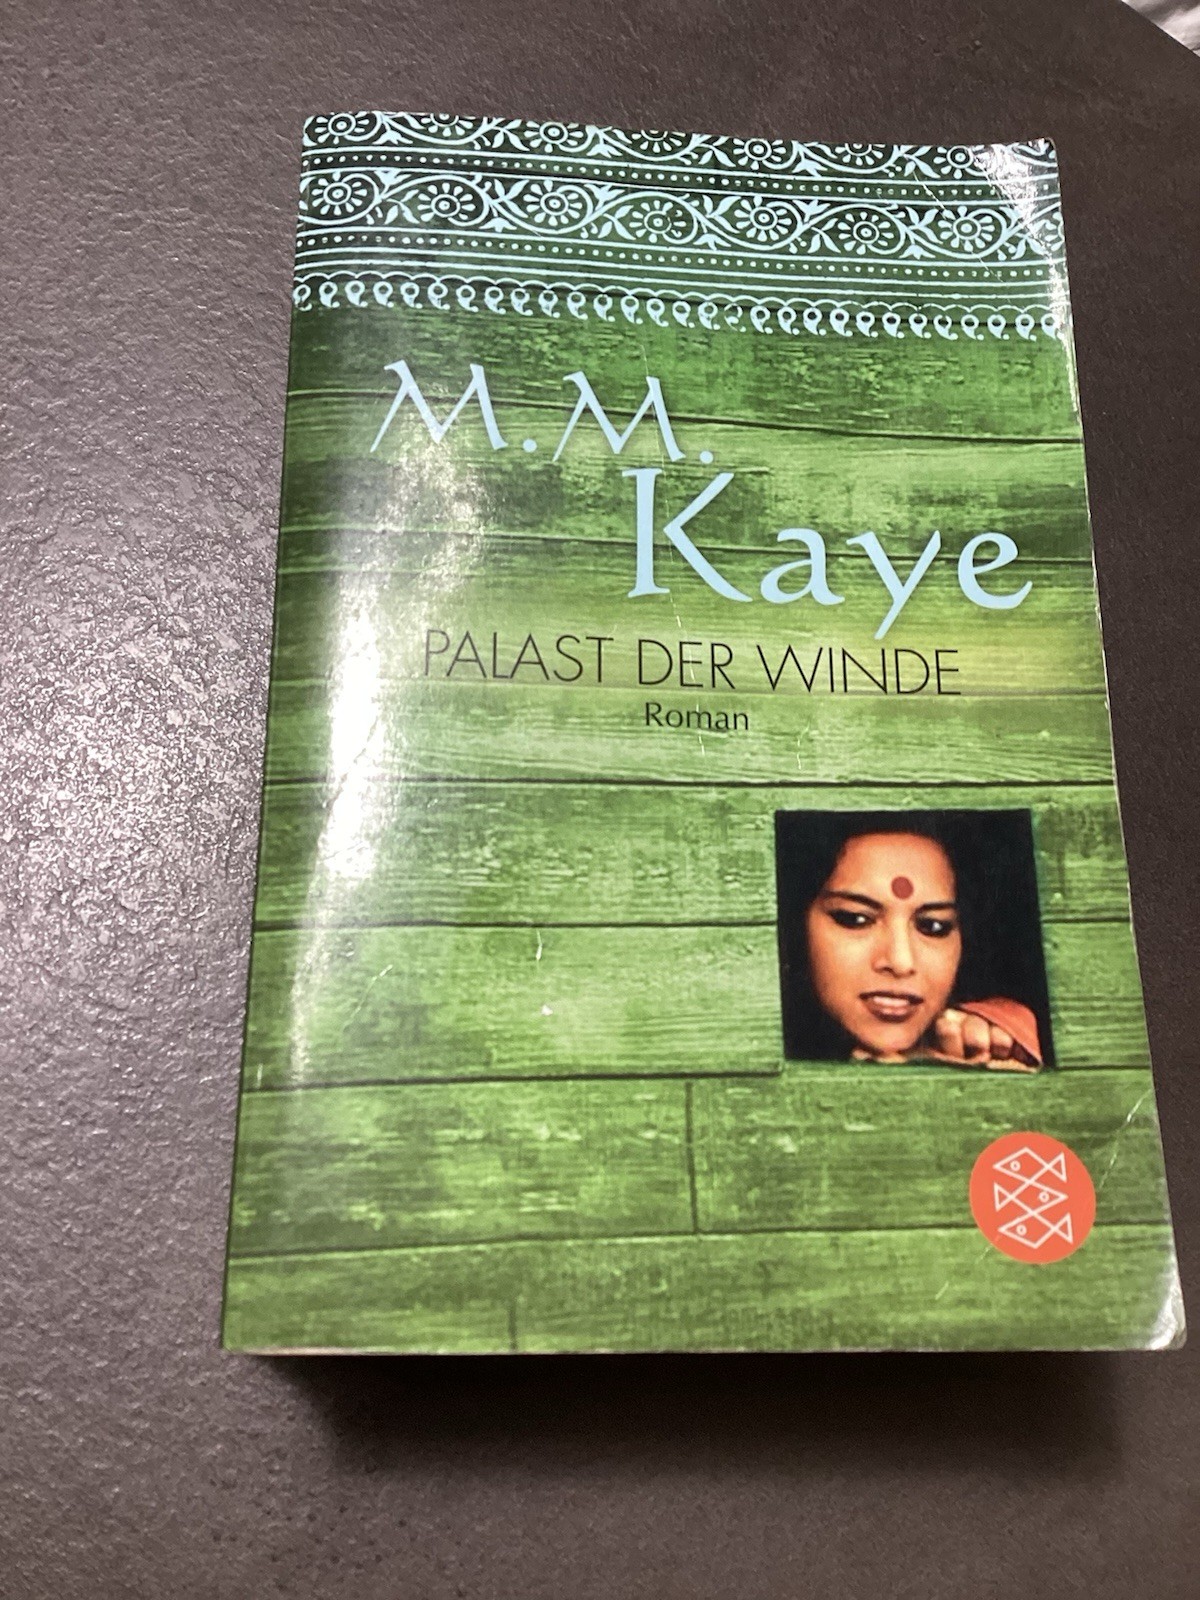 M.M.
Kaye
PALAST DER WINDE
Roman